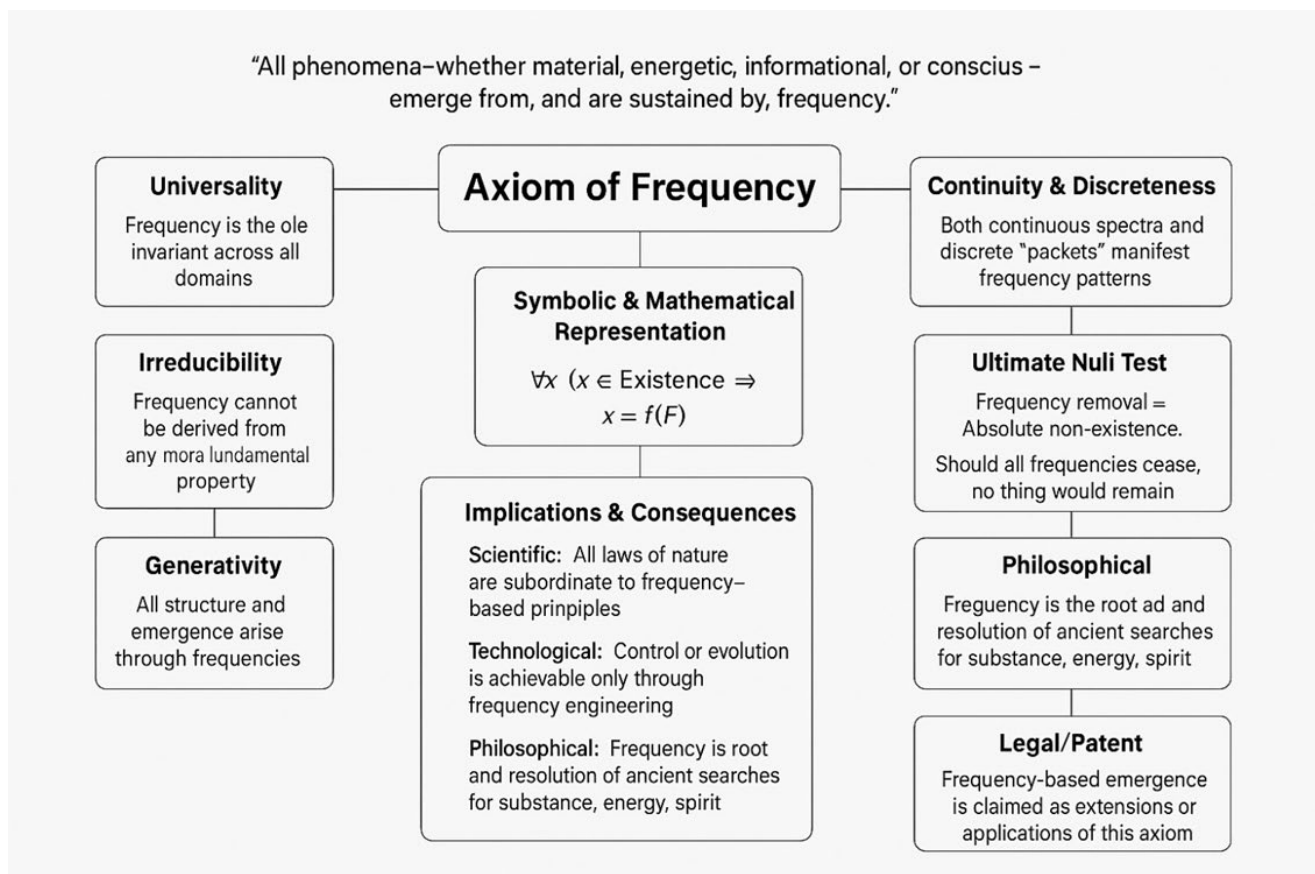 “All phenomena–whether material, energetic, informational, or conscius –
emerge from, and are sustained by, frequency.”
Axiom of Frequency
Universality
Frequency is the ole
invariant across all
domains
Irreducibility
Frequency cannot
be derived from
any mora lundamental
property
Generativity
All structure and
emergence arise
through frequencies
Symbolic & Mathematical
Representation
∀x (x ∈ Existence ⇒
x = f(F)
Implications & Consequences
Scientific: All laws of nature
are subordinate to frequency–
based prinpiples
Technological: Control or evolution
is achievable only through
frequency engineering
Philosophical: Frequency is root
and resolution of ancient searches
for substance, energy, spirit
Continuity & Discreteness
Both continuous spectra and
discrete “packets” manifest
frequency patterns
Ultimate Nuli Test
Frequency removal =
Absolute non-existence.
Should all frequencies cease,
no thing would remain
Philosophical
Freguency is the root ad and
resolution of ancient searches
for substance, energy, spirit
Legal/Patent
Frequency-based emergence
is claimed as extensions or
applications of this axiom